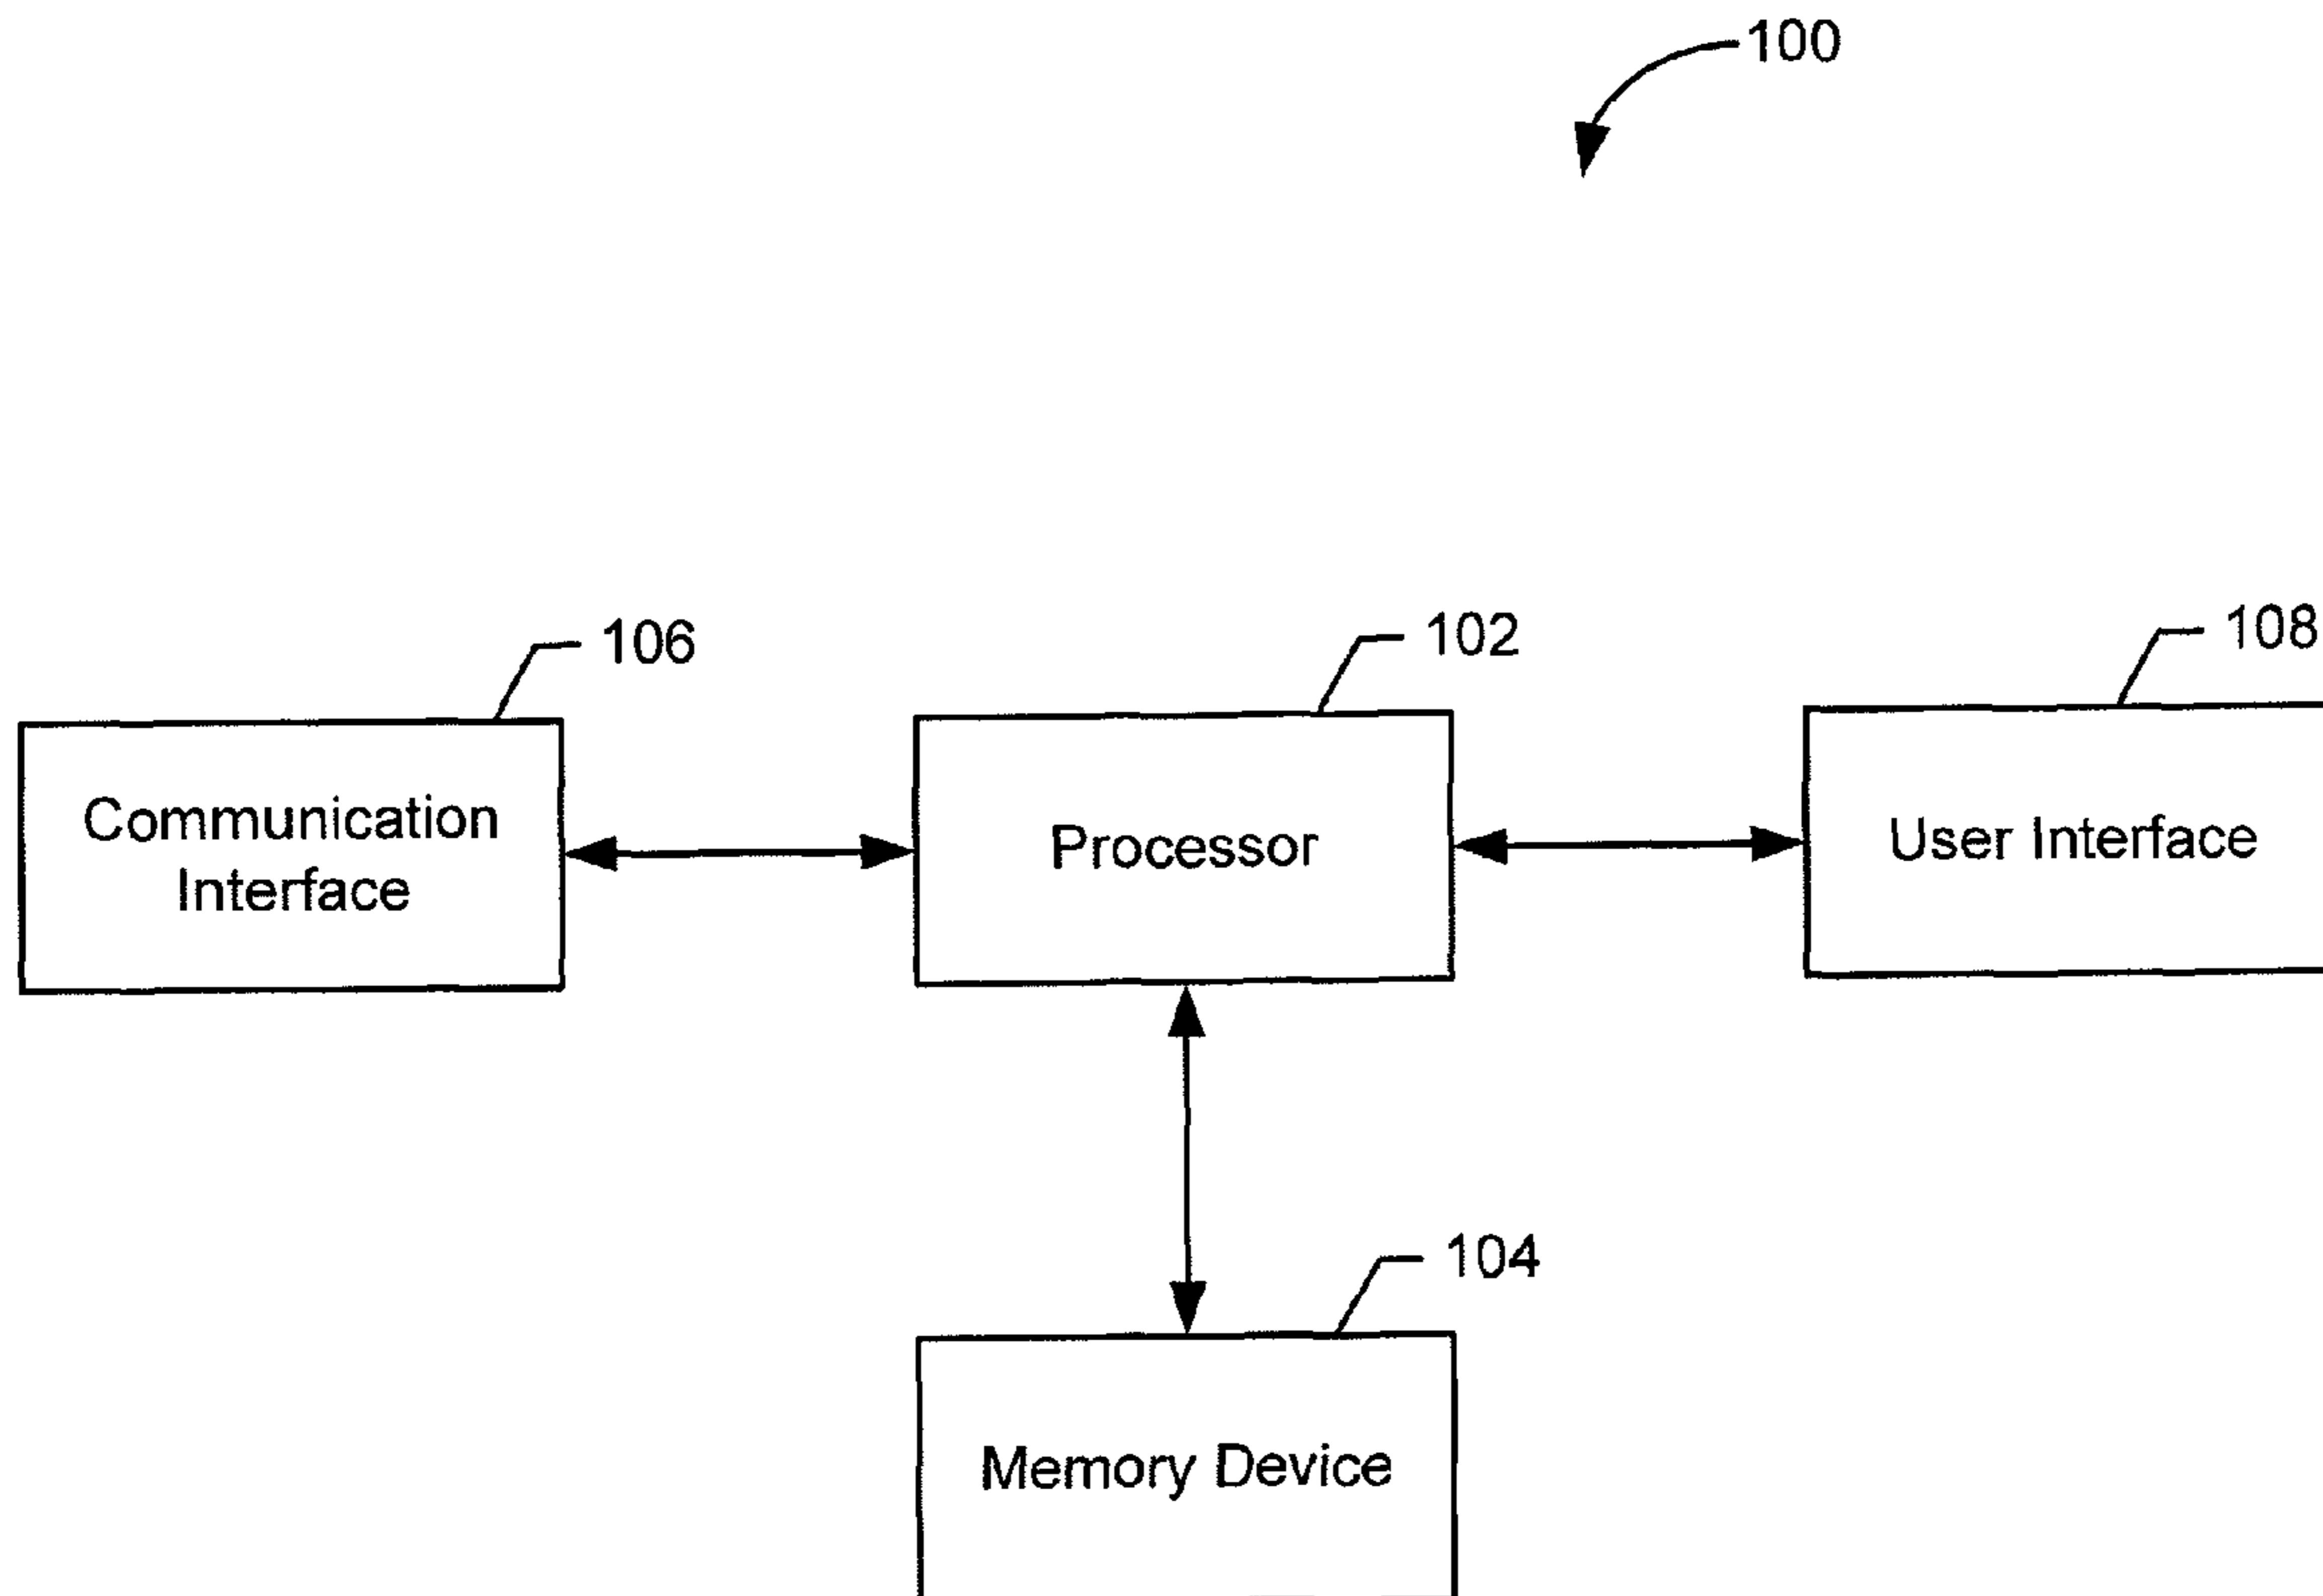 100
106
102
108
Communication
Interface
Processor
User Interface
104
Memory Device